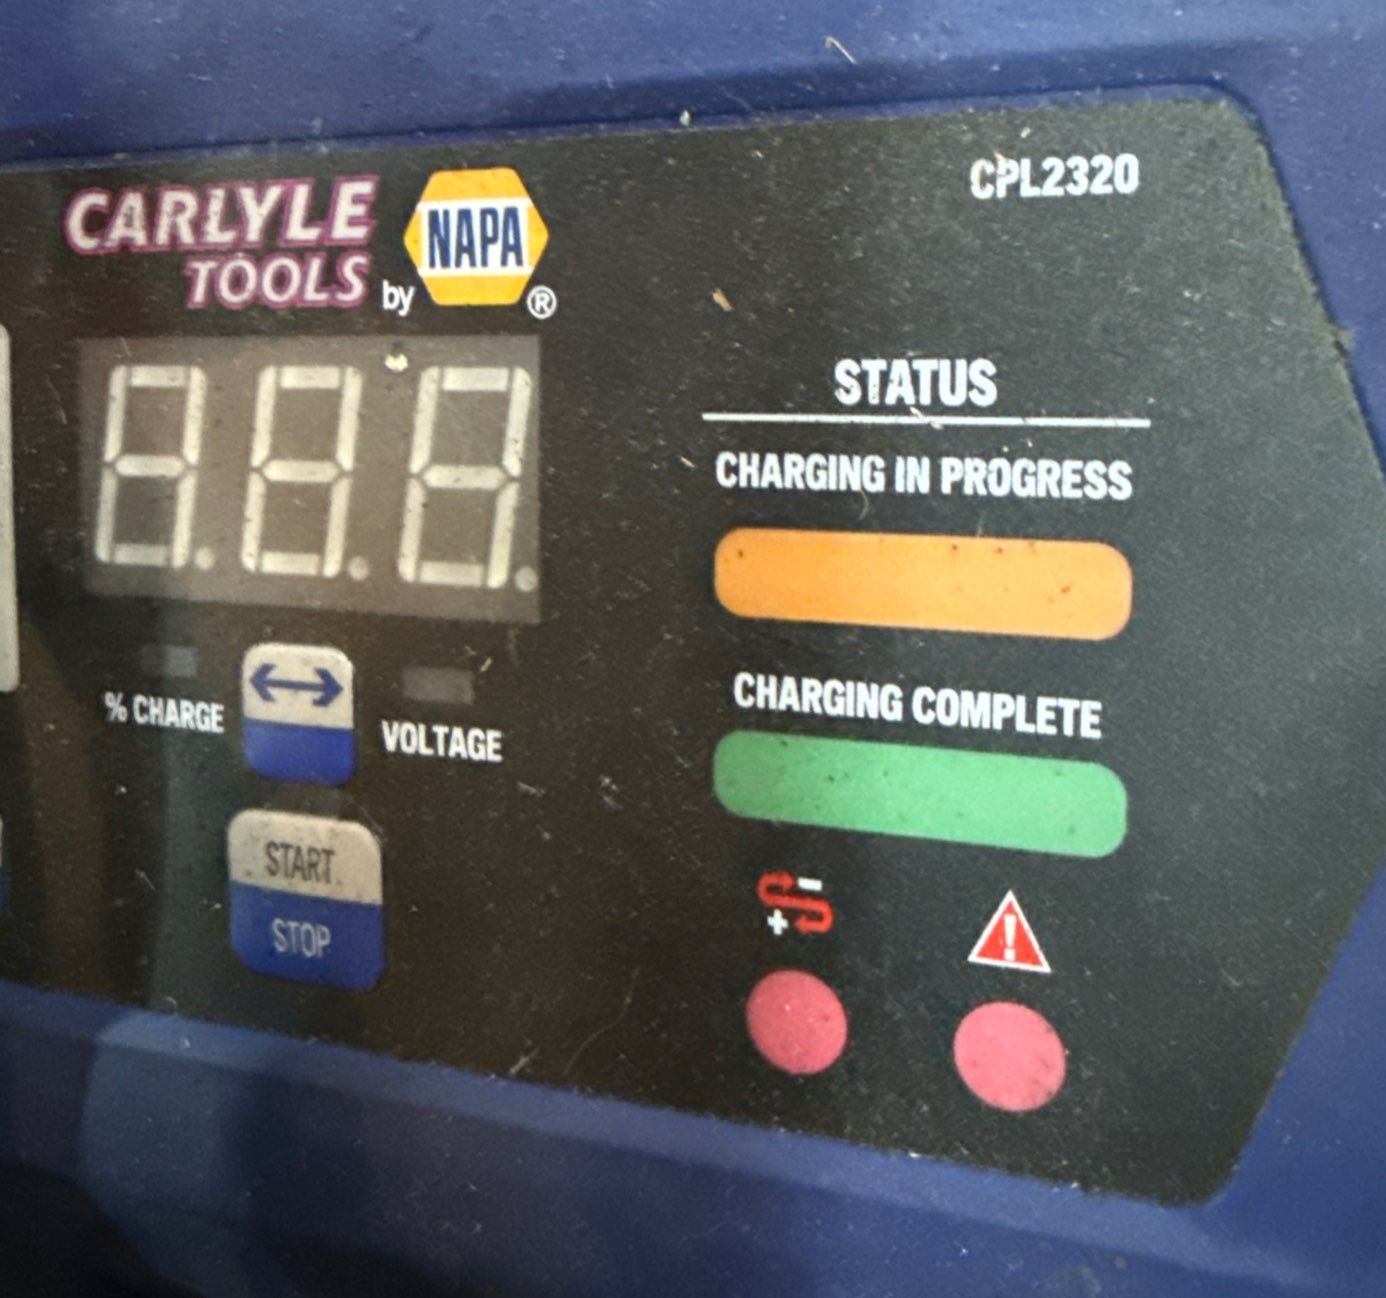 CPL2320
CARLYLE
TOOLS
by
NAPA
®
STATUS
CHARGING IN PROGRESS
CHARGING COMPLETE
% CHARGE
VOLTAGE
START
STOP
- +
!